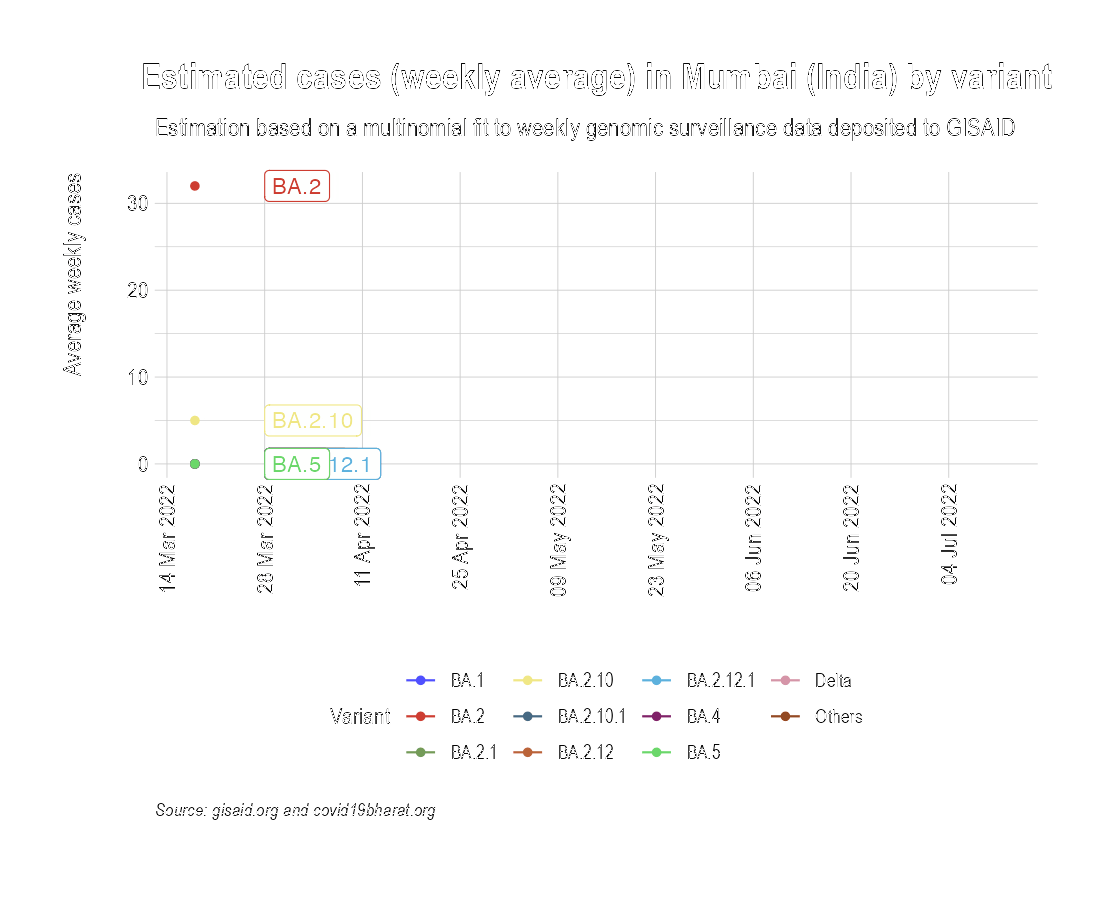 Estimated cases (weekly average) in Mumbai (India) by variant
Estimation based on a multinomial fit to weekly genomic surveillance data deposited to GISAID
Average weekly cases
30
20
10
0
BA.2
BA.2.10
BA.5 12.1
14 Mar 2022
28 Mar 2022
11 Apr 2022
25 Apr 2022
09 May 2022
23 May 2022
06 Jun 2022
20 Jun 2022
04 Jul 2022
Variant
BA.1 BA.2.10 BA.2.12.1 Delta
BA.2 BA.2.10.1 BA.4 Others
BA.2.1 BA.2.12 BA.5
Source: gisaid.org and covid19bharat.org